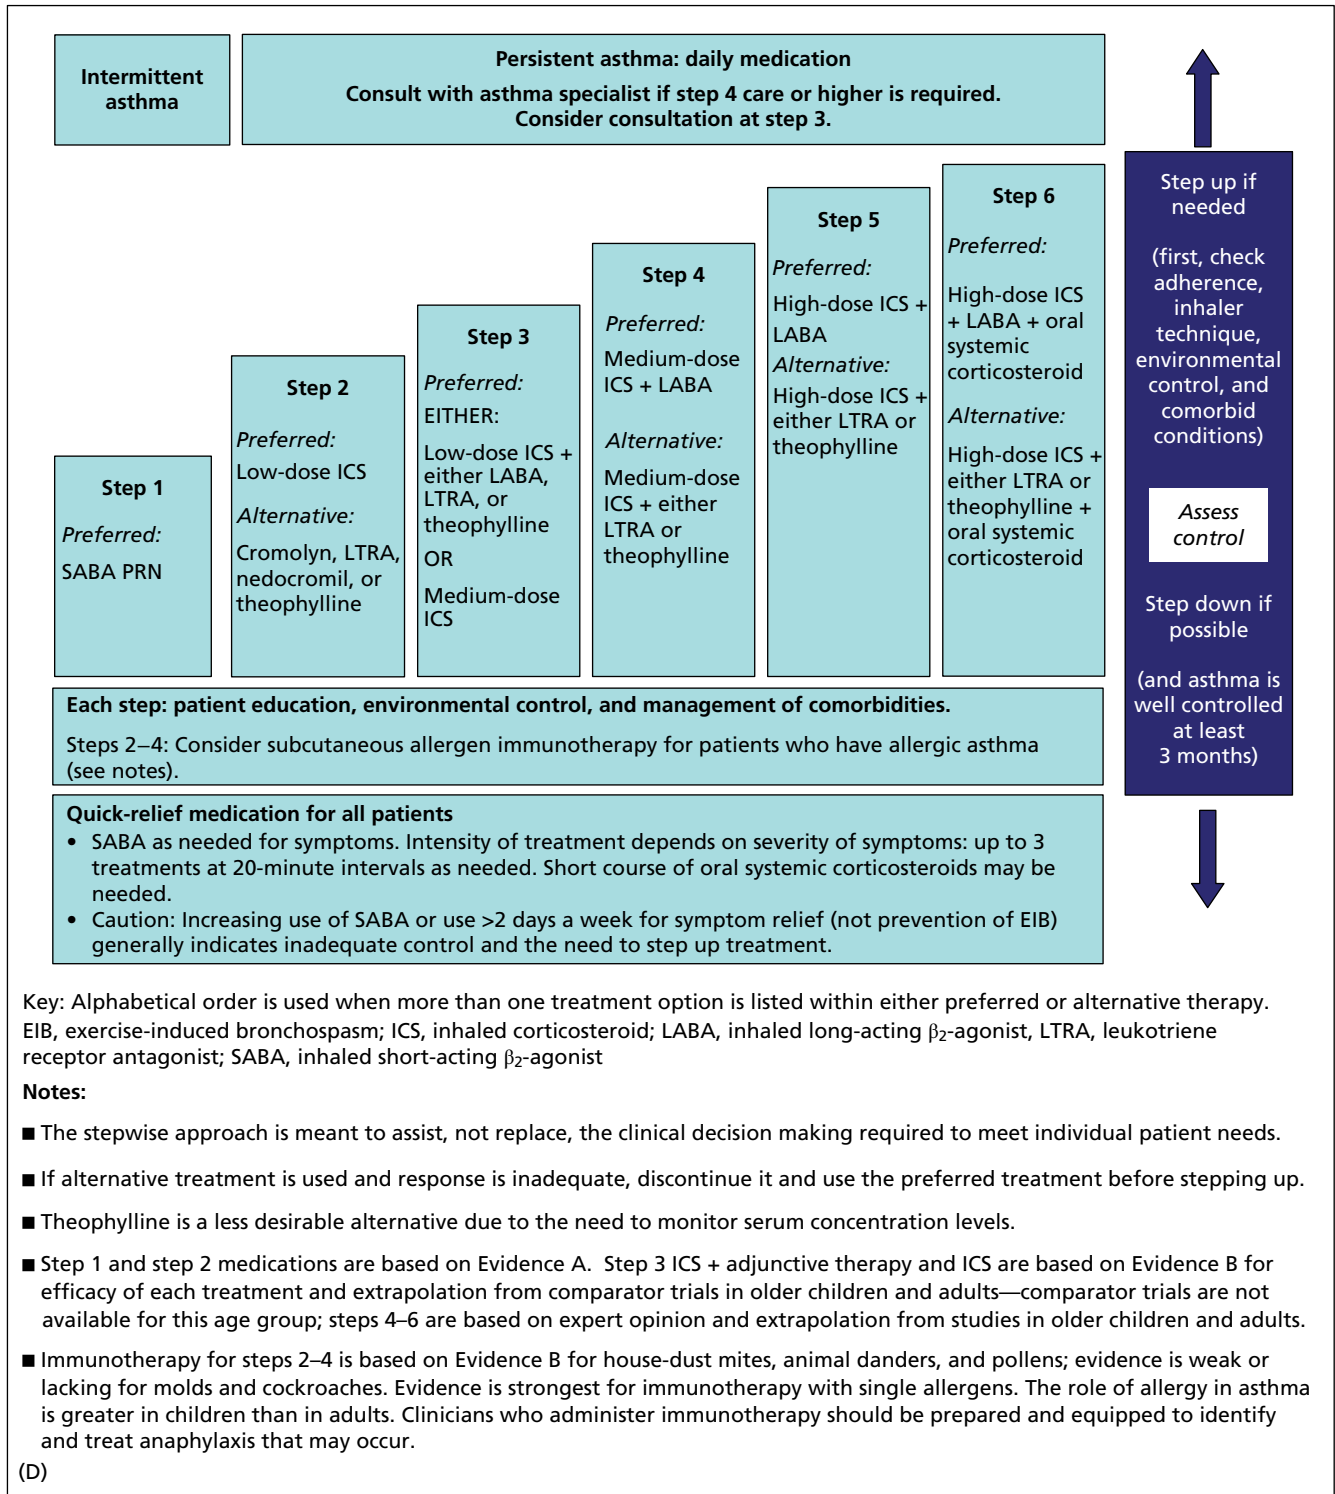 Intermittent
asthma
Persistent asthma: daily medication
Consult with asthma specialist if step 4 care or higher is required.
Consider consultation at step 3.
Step 1
Preferred:
SABA PRN
Step 2
Preferred:
Low-dose ICS
Alternative:
Cromolyn, LTRA,
nedocromil, or
theophylline
Step 3
Preferred:
EITHER:
Low-dose ICS +
either LABA,
LTRA, or
theophylline
OR
Medium-dose
ICS
Step 4
Preferred:
Medium-dose
ICS + LABA
Alternative:
Medium-dose
ICS + either
LTRA or
theophylline
Step 5
Preferred:
High-dose ICS +
LABA
Alternative:
High-dose ICS +
either LTRA or
theophylline
Step 6
Preferred:
High-dose ICS
+ LABA + oral
systemic
corticosteroid
Alternative:
High-dose ICS +
either LTRA or
theophylline +
oral systemic
corticosteroid
Step up if
needed
(first, check
adherence,
inhaler
technique,
environmental
control, and
comorbid
conditions)
Assess
control
Step down if
possible
(and asthma is
well controlled
at least
3 months)
Each step: patient education, environmental control, and management of comorbidities.
Steps 2–4: Consider subcutaneous allergen immunotherapy for patients who have allergic asthma
(see notes).
Quick-relief medication for all patients
• SABA as needed for symptoms. Intensity of treatment depends on severity of symptoms: up to 3
treatments at 20-minute intervals as needed. Short course of oral systemic corticosteroids may be
needed.
• Caution: Increasing use of SABA or use >2 days a week for symptom relief (not prevention of EIB)
generally indicates inadequate control and the need to step up treatment.
Key: Alphabetical order is used when more than one treatment option is listed within either preferred or alternative therapy.
EIB, exercise-induced bronchospasm; ICS, inhaled corticosteroid; LABA, inhaled long-acting β₂-agonist, LTRA, leukotriene
receptor antagonist; SABA, inhaled short-acting β₂-agonist
Notes:
■ The stepwise approach is meant to assist, not replace, the clinical decision making required to meet individual patient needs.
■ If alternative treatment is used and response is inadequate, discontinue it and use the preferred treatment before stepping up.
■ Theophylline is a less desirable alternative due to the need to monitor serum concentration levels.
■ Step 1 and step 2 medications are based on Evidence A. Step 3 ICS + adjunctive therapy and ICS are based on Evidence B for
efficacy of each treatment and extrapolation from comparator trials in older children and adults—comparator trials are not
available for this age group; steps 4–6 are based on expert opinion and extrapolation from studies in older children and adults.
■ Immunotherapy for steps 2–4 is based on Evidence B for house-dust mites, animal danders, and pollens; evidence is weak or
lacking for molds and cockroaches. Evidence is strongest for immunotherapy with single allergens. The role of allergy in asthma
is greater in children than in adults. Clinicians who administer immunotherapy should be prepared and equipped to identify
and treat anaphylaxis that may occur.
(D)